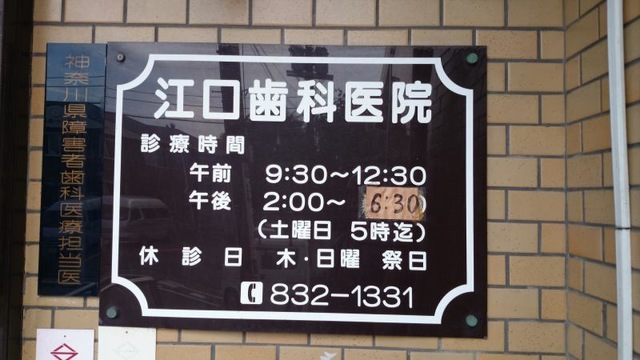 江口歯科医院
診療時間
午前 9:30～12:30
午後 2:00～ 6:30
(土曜日 5時迄)
休診日 木・日曜 祭日
832-1331
神奈川県障害者歯科医療担当医